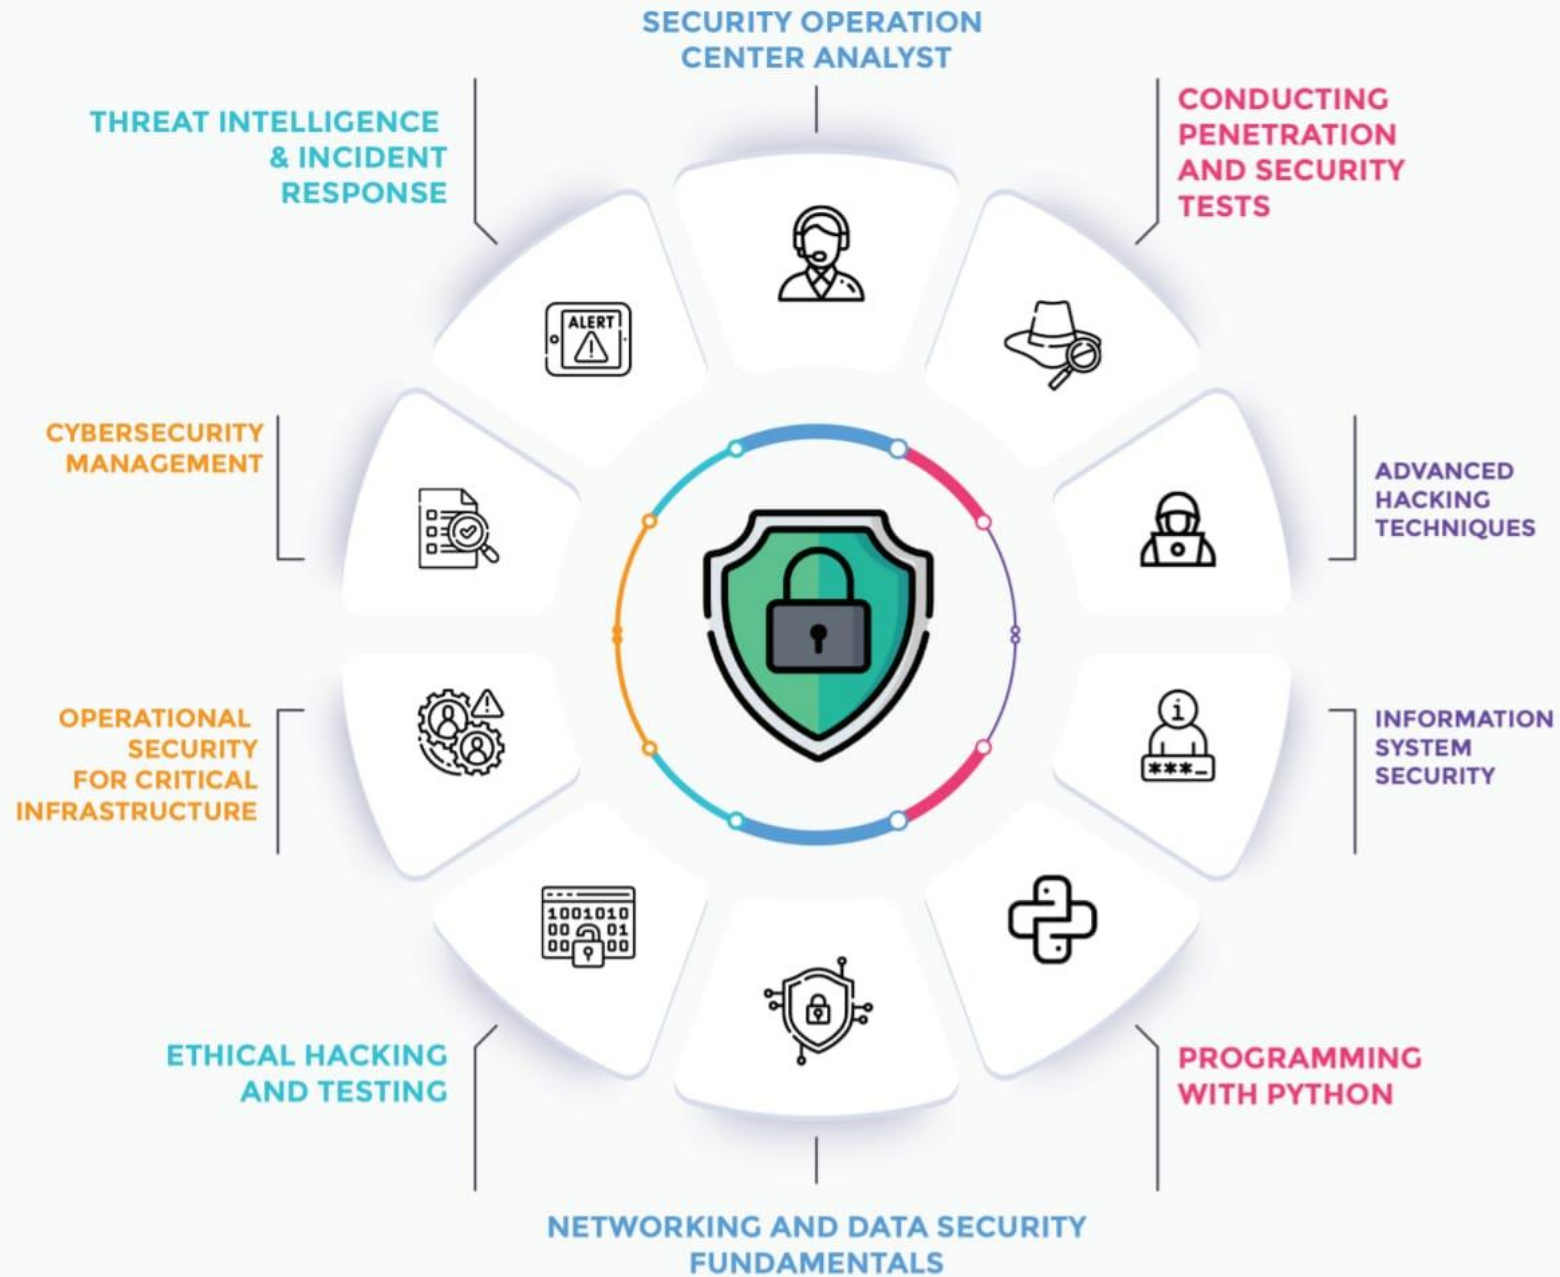 SECURITY OPERATION
CENTER ANALYST
THREAT INTELLIGENCE
& INCIDENT
RESPONSE
CONDUCTING
PENETRATION
AND SECURITY
TESTS
ALERT
CYBERSECURITY
MANAGEMENT
ADVANCED
HACKING
TECHNIQUES
OPERATIONAL
SECURITY
FOR CRITICAL
INFRASTRUCTURE
i
***_
INFORMATION
SYSTEM
SECURITY
1001010
00 01
00 00
ETHICAL HACKING
AND TESTING
PROGRAMMING
WITH PYTHON
NETWORKING AND DATA SECURITY
FUNDAMENTALS